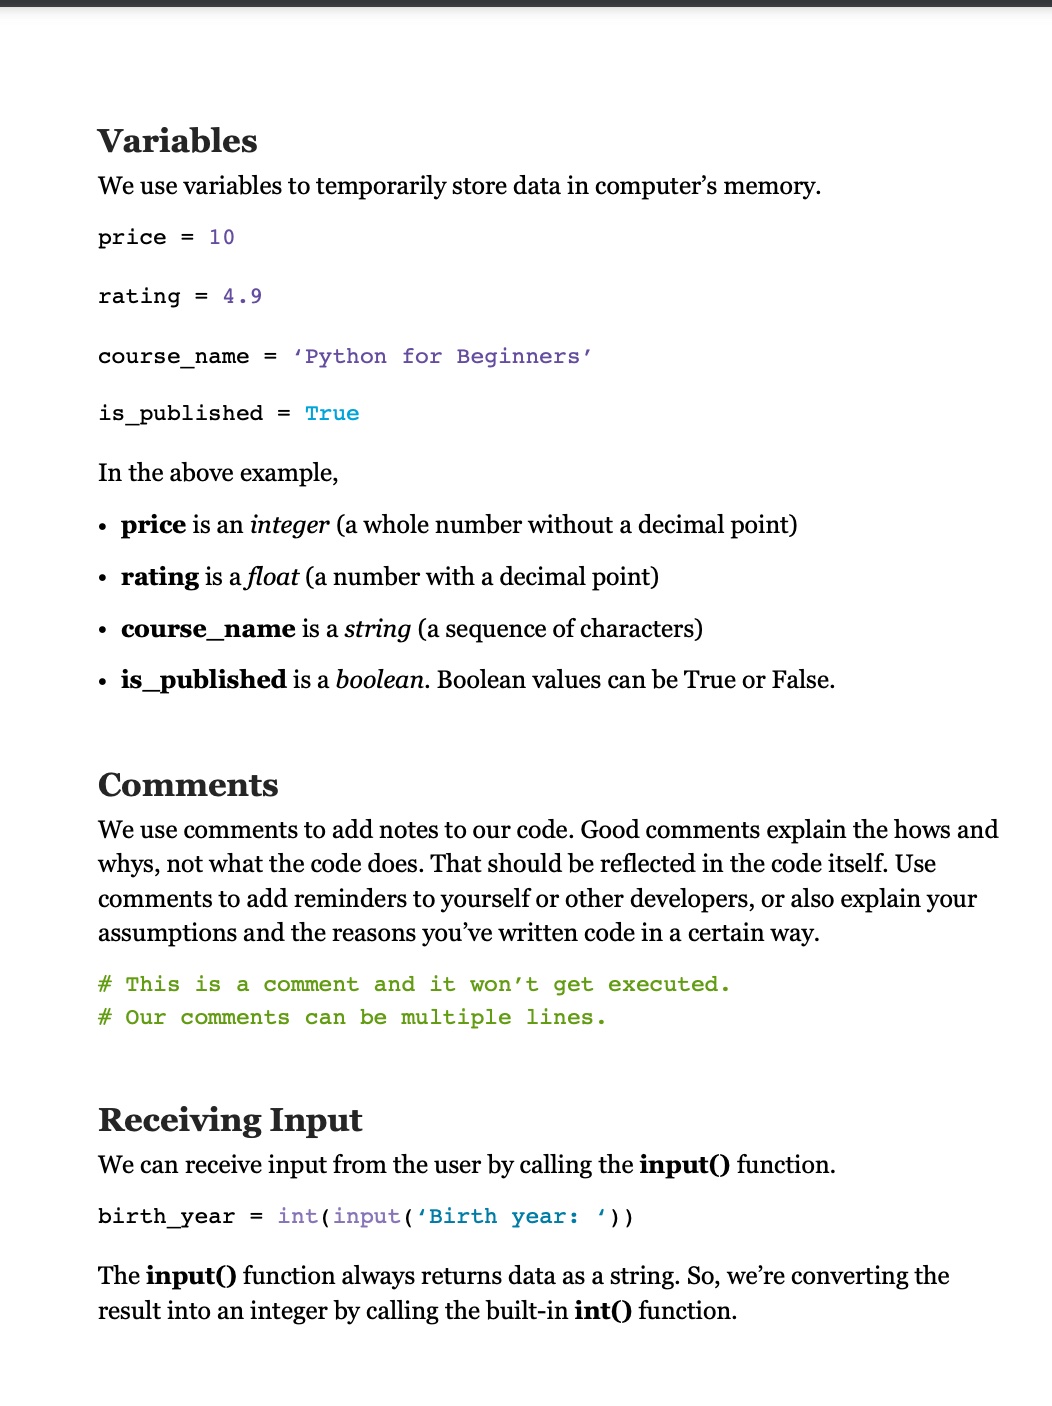 Variables
We use variables to temporarily store data in computer’s memory.
price = 10
rating = 4.9
course_name = ‘Python for Beginners’
is_published = True
In the above example,
• price is an integer (a whole number without a decimal point)
• rating is a float (a number with a decimal point)
• course_name is a string (a sequence of characters)
• is_published is a boolean. Boolean values can be True or False.
Comments
We use comments to add notes to our code. Good comments explain the hows and
whys, not what the code does. That should be reflected in the code itself. Use
comments to add reminders to yourself or other developers, or also explain your
assumptions and the reasons you’ve written code in a certain way.
# This is a comment and it won’t get executed.
# Our comments can be multiple lines.
Receiving Input
We can receive input from the user by calling the input() function.
birth_year = int(input(‘Birth year: ‘))
The input() function always returns data as a string. So, we’re converting the
result into an integer by calling the built-in int() function.